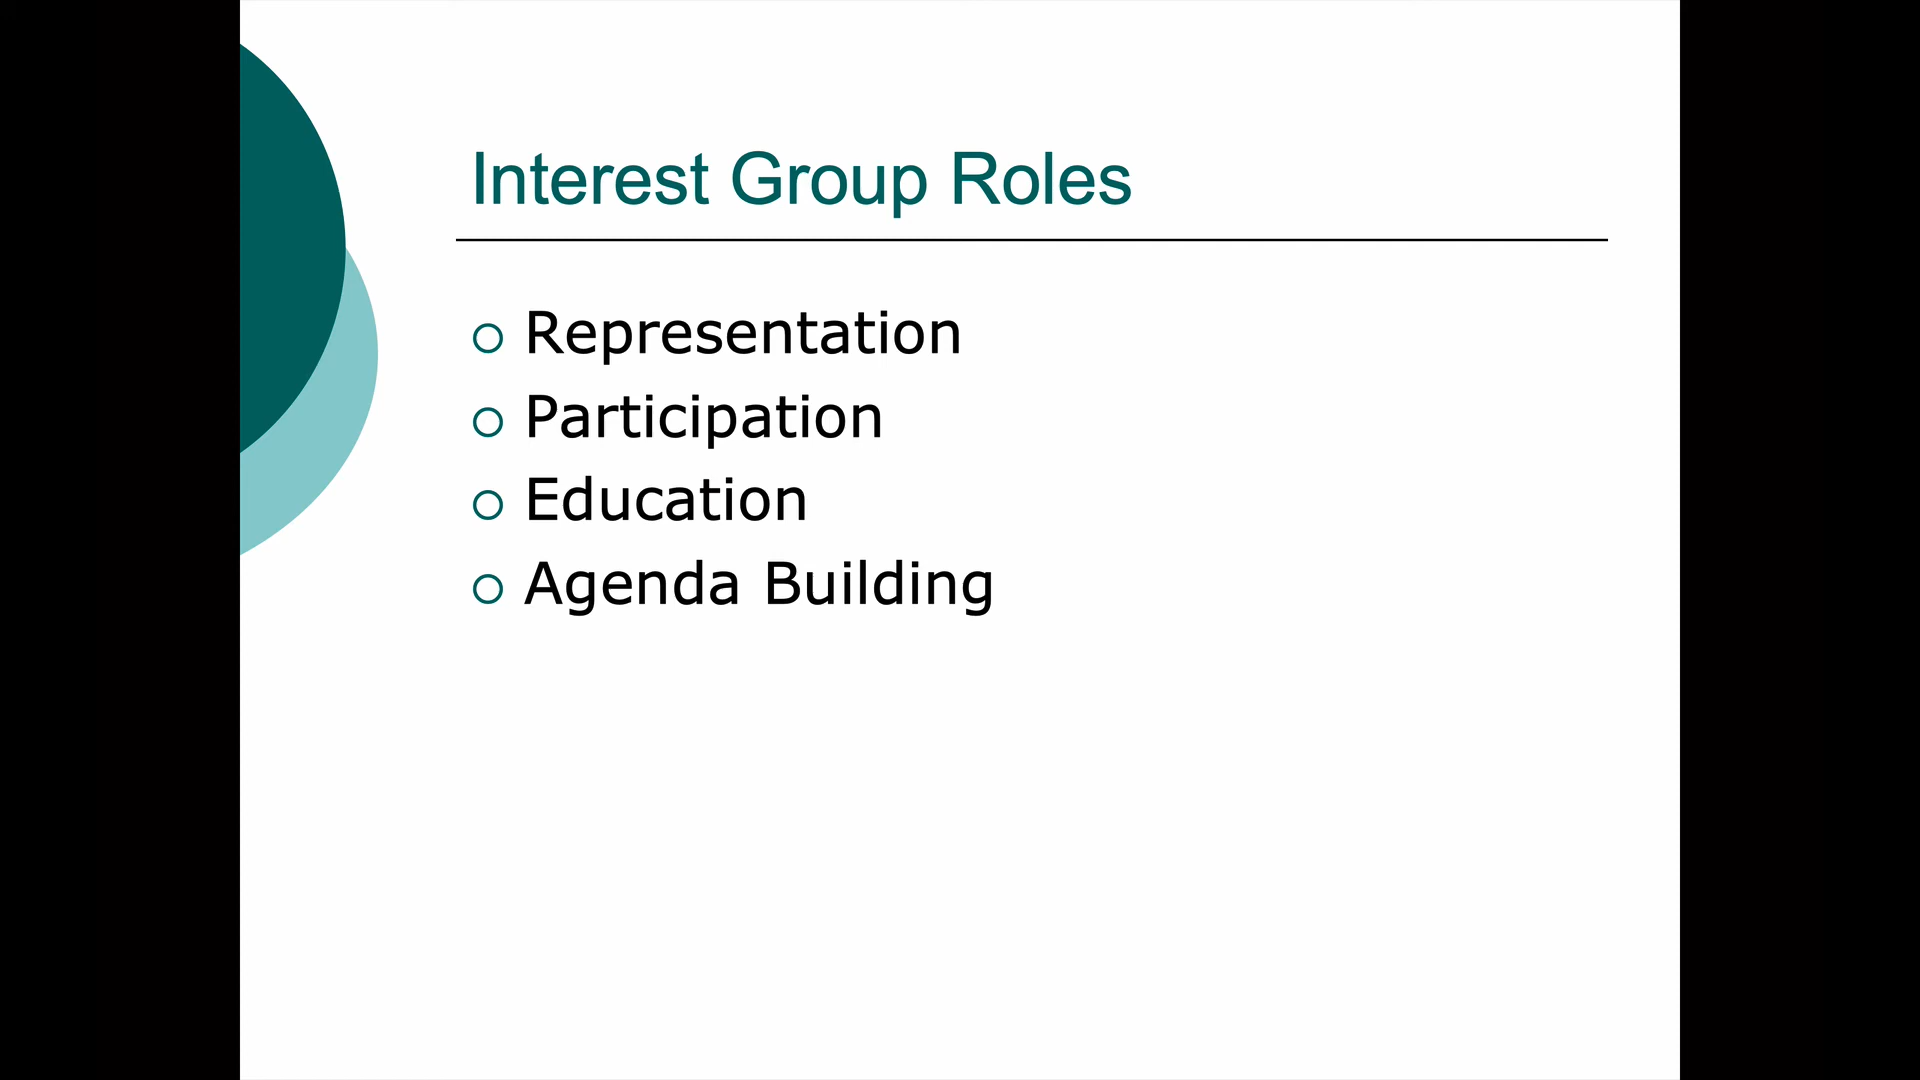 Interest Group Roles
Representation
Participation
Education
Agenda Building